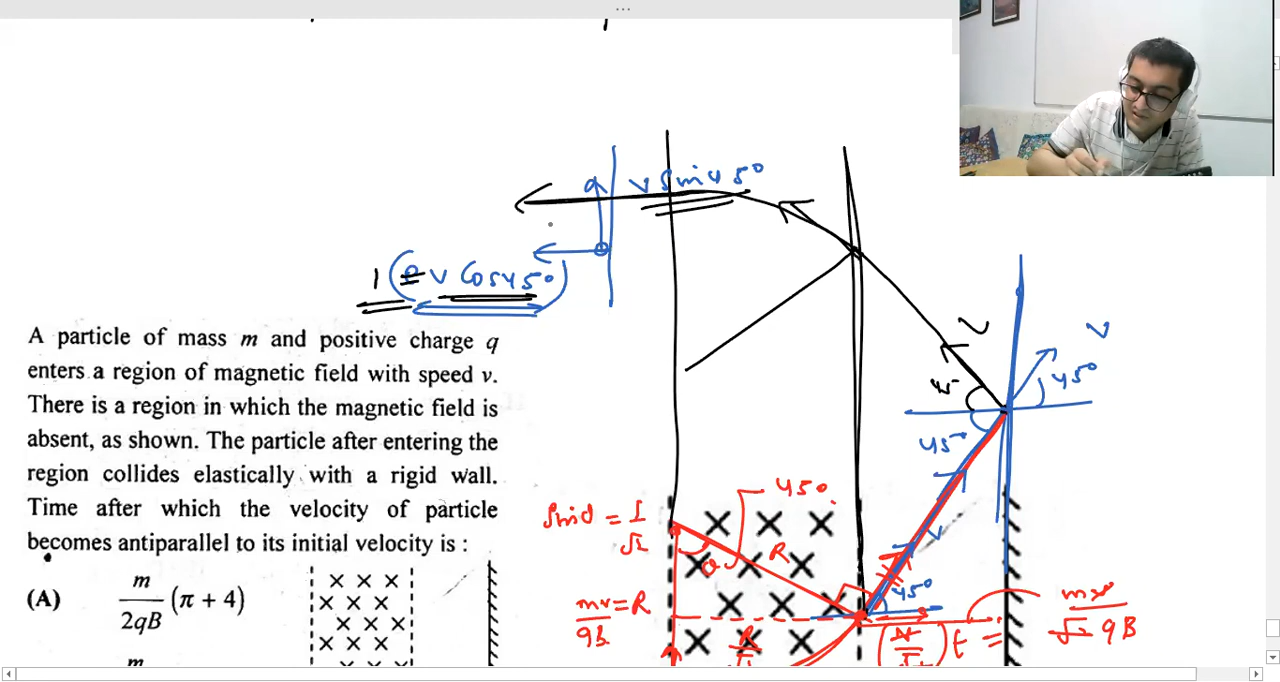 v sin 45°
1 (e v cos 45°)
v
45°
45°
v
A particle of mass m and positive charge q
enters a region of magnetic field with speed v.
There is a region in which the magnetic field is
absent, as shown. The particle after entering the
region collides elastically with a rigid wall.
Time after which the velocity of particle
becomes antiparallel to its initial velocity is :
(A) m/2qB (π + 4)
m
45°
sin θ = 1/√2
θ
R
v
45°
mv/qB = R
R
(v/√2) t = mv/√2 qB